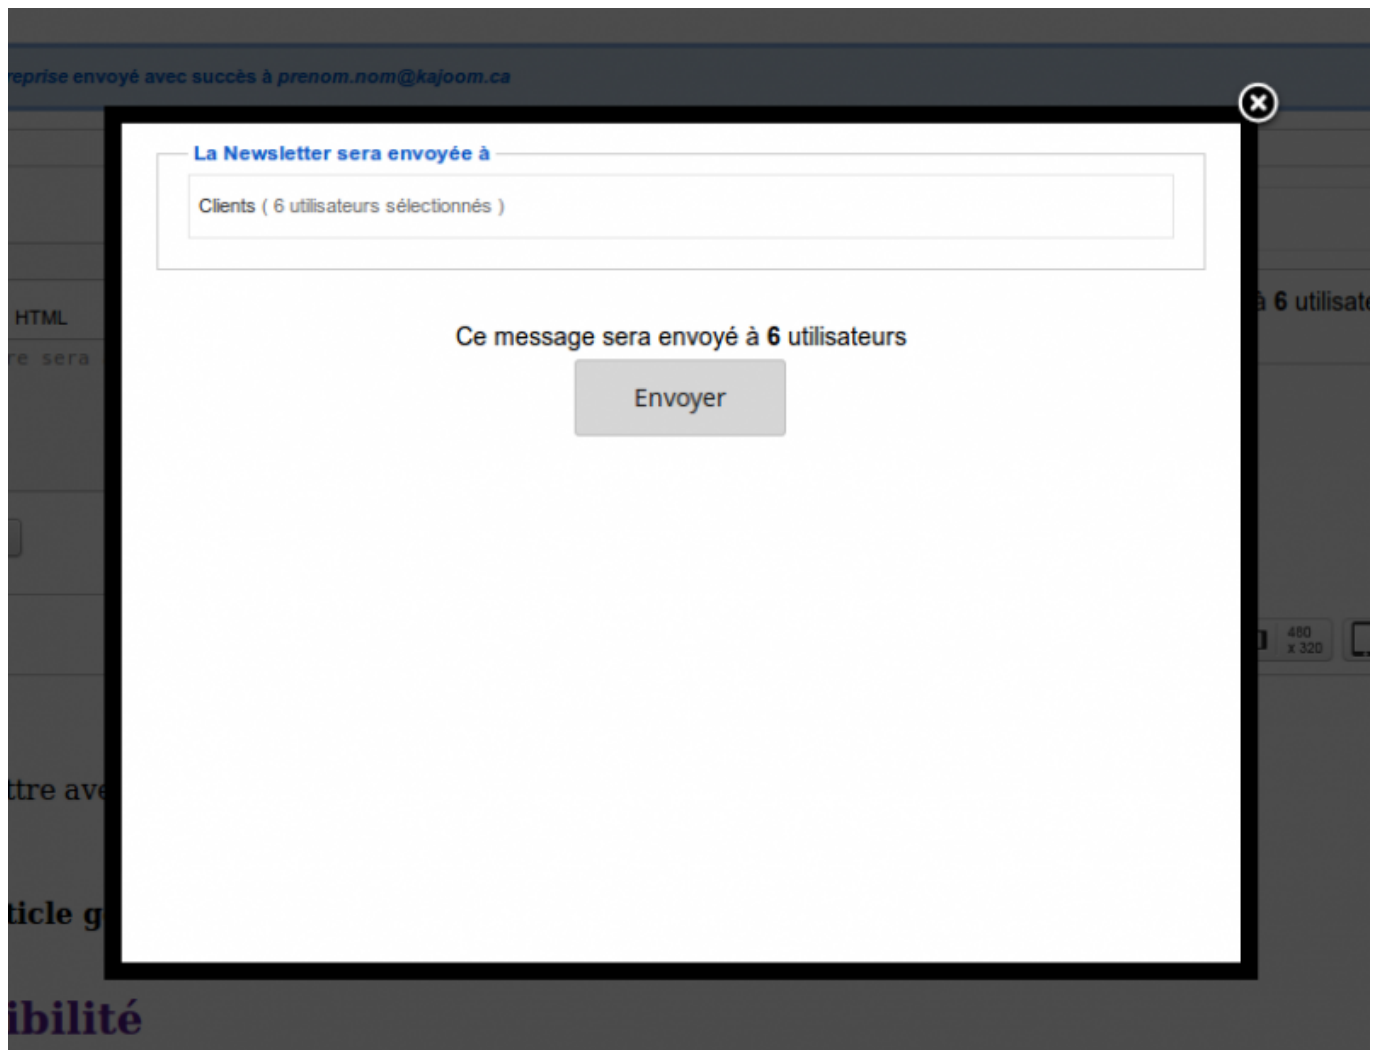 reprise envoyé avec succès à prenom.nom@kajoom.ca
La Newsletter sera envoyée à
Clients ( 6 utilisateurs sélectionnés )
à 6 utilisate
HTML
Ce message sera envoyé à 6 utilisateurs
re sera
Envoyer
480
x 320
ttre ave
ticle g
ibilité